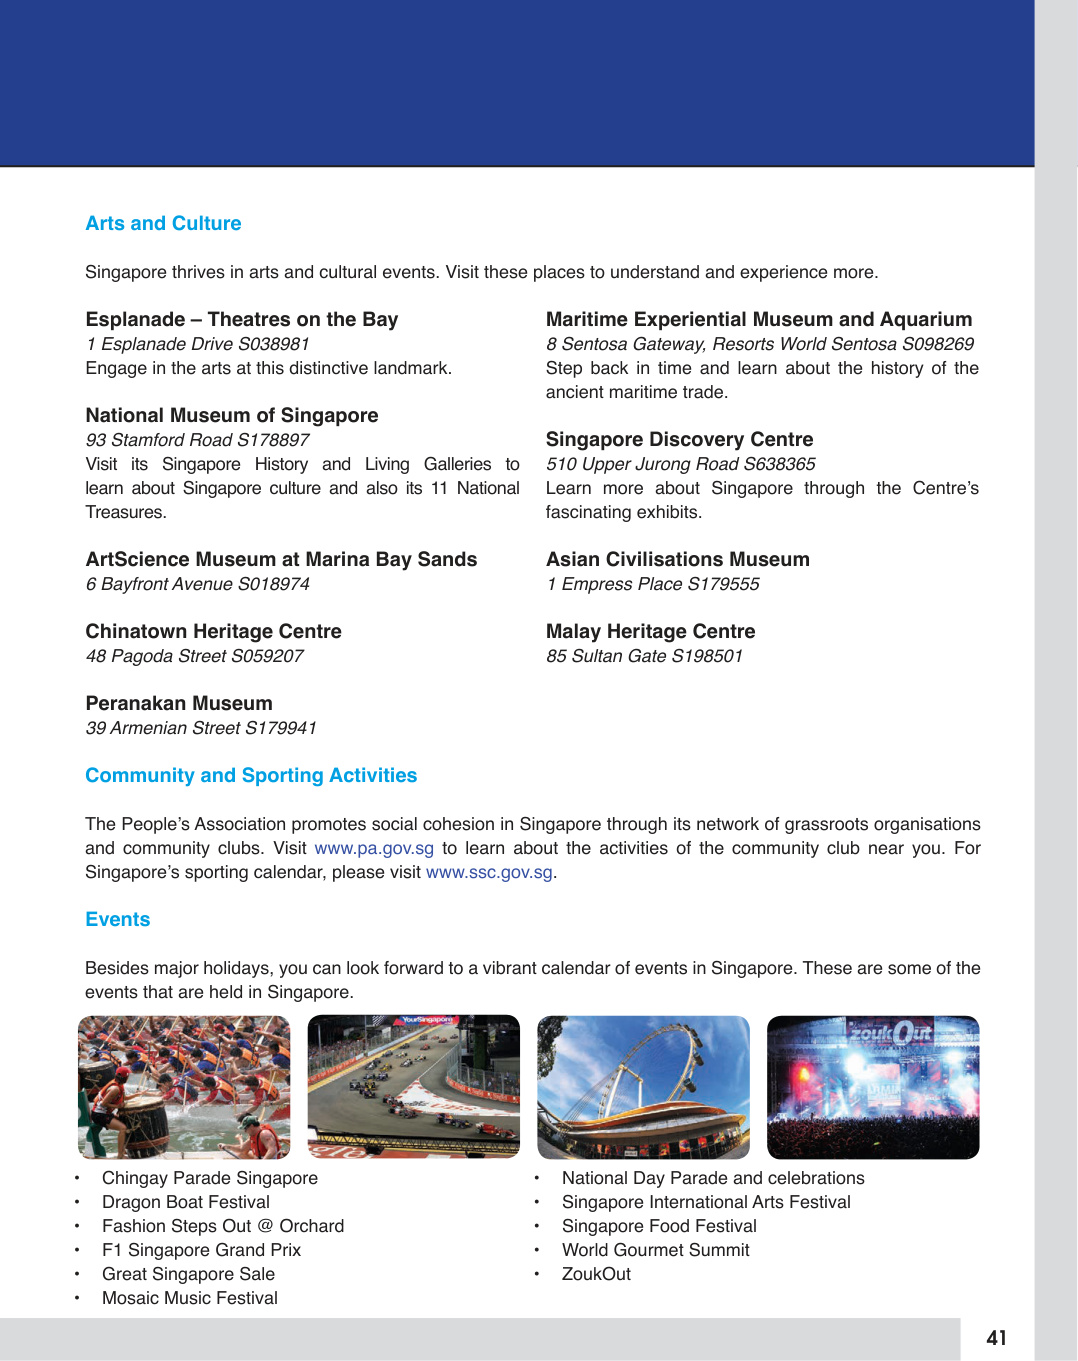 Arts and Culture
Singapore thrives in arts and cultural events. Visit these places to understand and experience more.
Esplanade – Theatres on the Bay
1 Esplanade Drive S038981
Engage in the arts at this distinctive landmark.
National Museum of Singapore
93 Stamford Road S178897
Visit its Singapore History and Living Galleries to
learn about Singapore culture and also its 11 National
Treasures.
ArtScience Museum at Marina Bay Sands
6 Bayfront Avenue S018974
Chinatown Heritage Centre
48 Pagoda Street S059207
Peranakan Museum
39 Armenian Street S179941
Maritime Experiential Museum and Aquarium
8 Sentosa Gateway, Resorts World Sentosa S098269
Step back in time and learn about the history of the
ancient maritime trade.
Singapore Discovery Centre
510 Upper Jurong Road S638365
Learn more about Singapore through the Centre’s
fascinating exhibits.
Asian Civilisations Museum
1 Empress Place S179555
Malay Heritage Centre
85 Sultan Gate S198501
Community and Sporting Activities
The People’s Association promotes social cohesion in Singapore through its network of grassroots organisations
and community clubs. Visit www.pa.gov.sg to learn about the activities of the community club near you. For
Singapore’s sporting calendar, please visit www.ssc.gov.sg.
Events
Besides major holidays, you can look forward to a vibrant calendar of events in Singapore. These are some of the
events that are held in Singapore.
YourSingapore
zoukOut
• Chingay Parade Singapore
• Dragon Boat Festival
• Fashion Steps Out @ Orchard
• F1 Singapore Grand Prix
• Great Singapore Sale
• Mosaic Music Festival
• National Day Parade and celebrations
• Singapore International Arts Festival
• Singapore Food Festival
• World Gourmet Summit
• ZoukOut
41